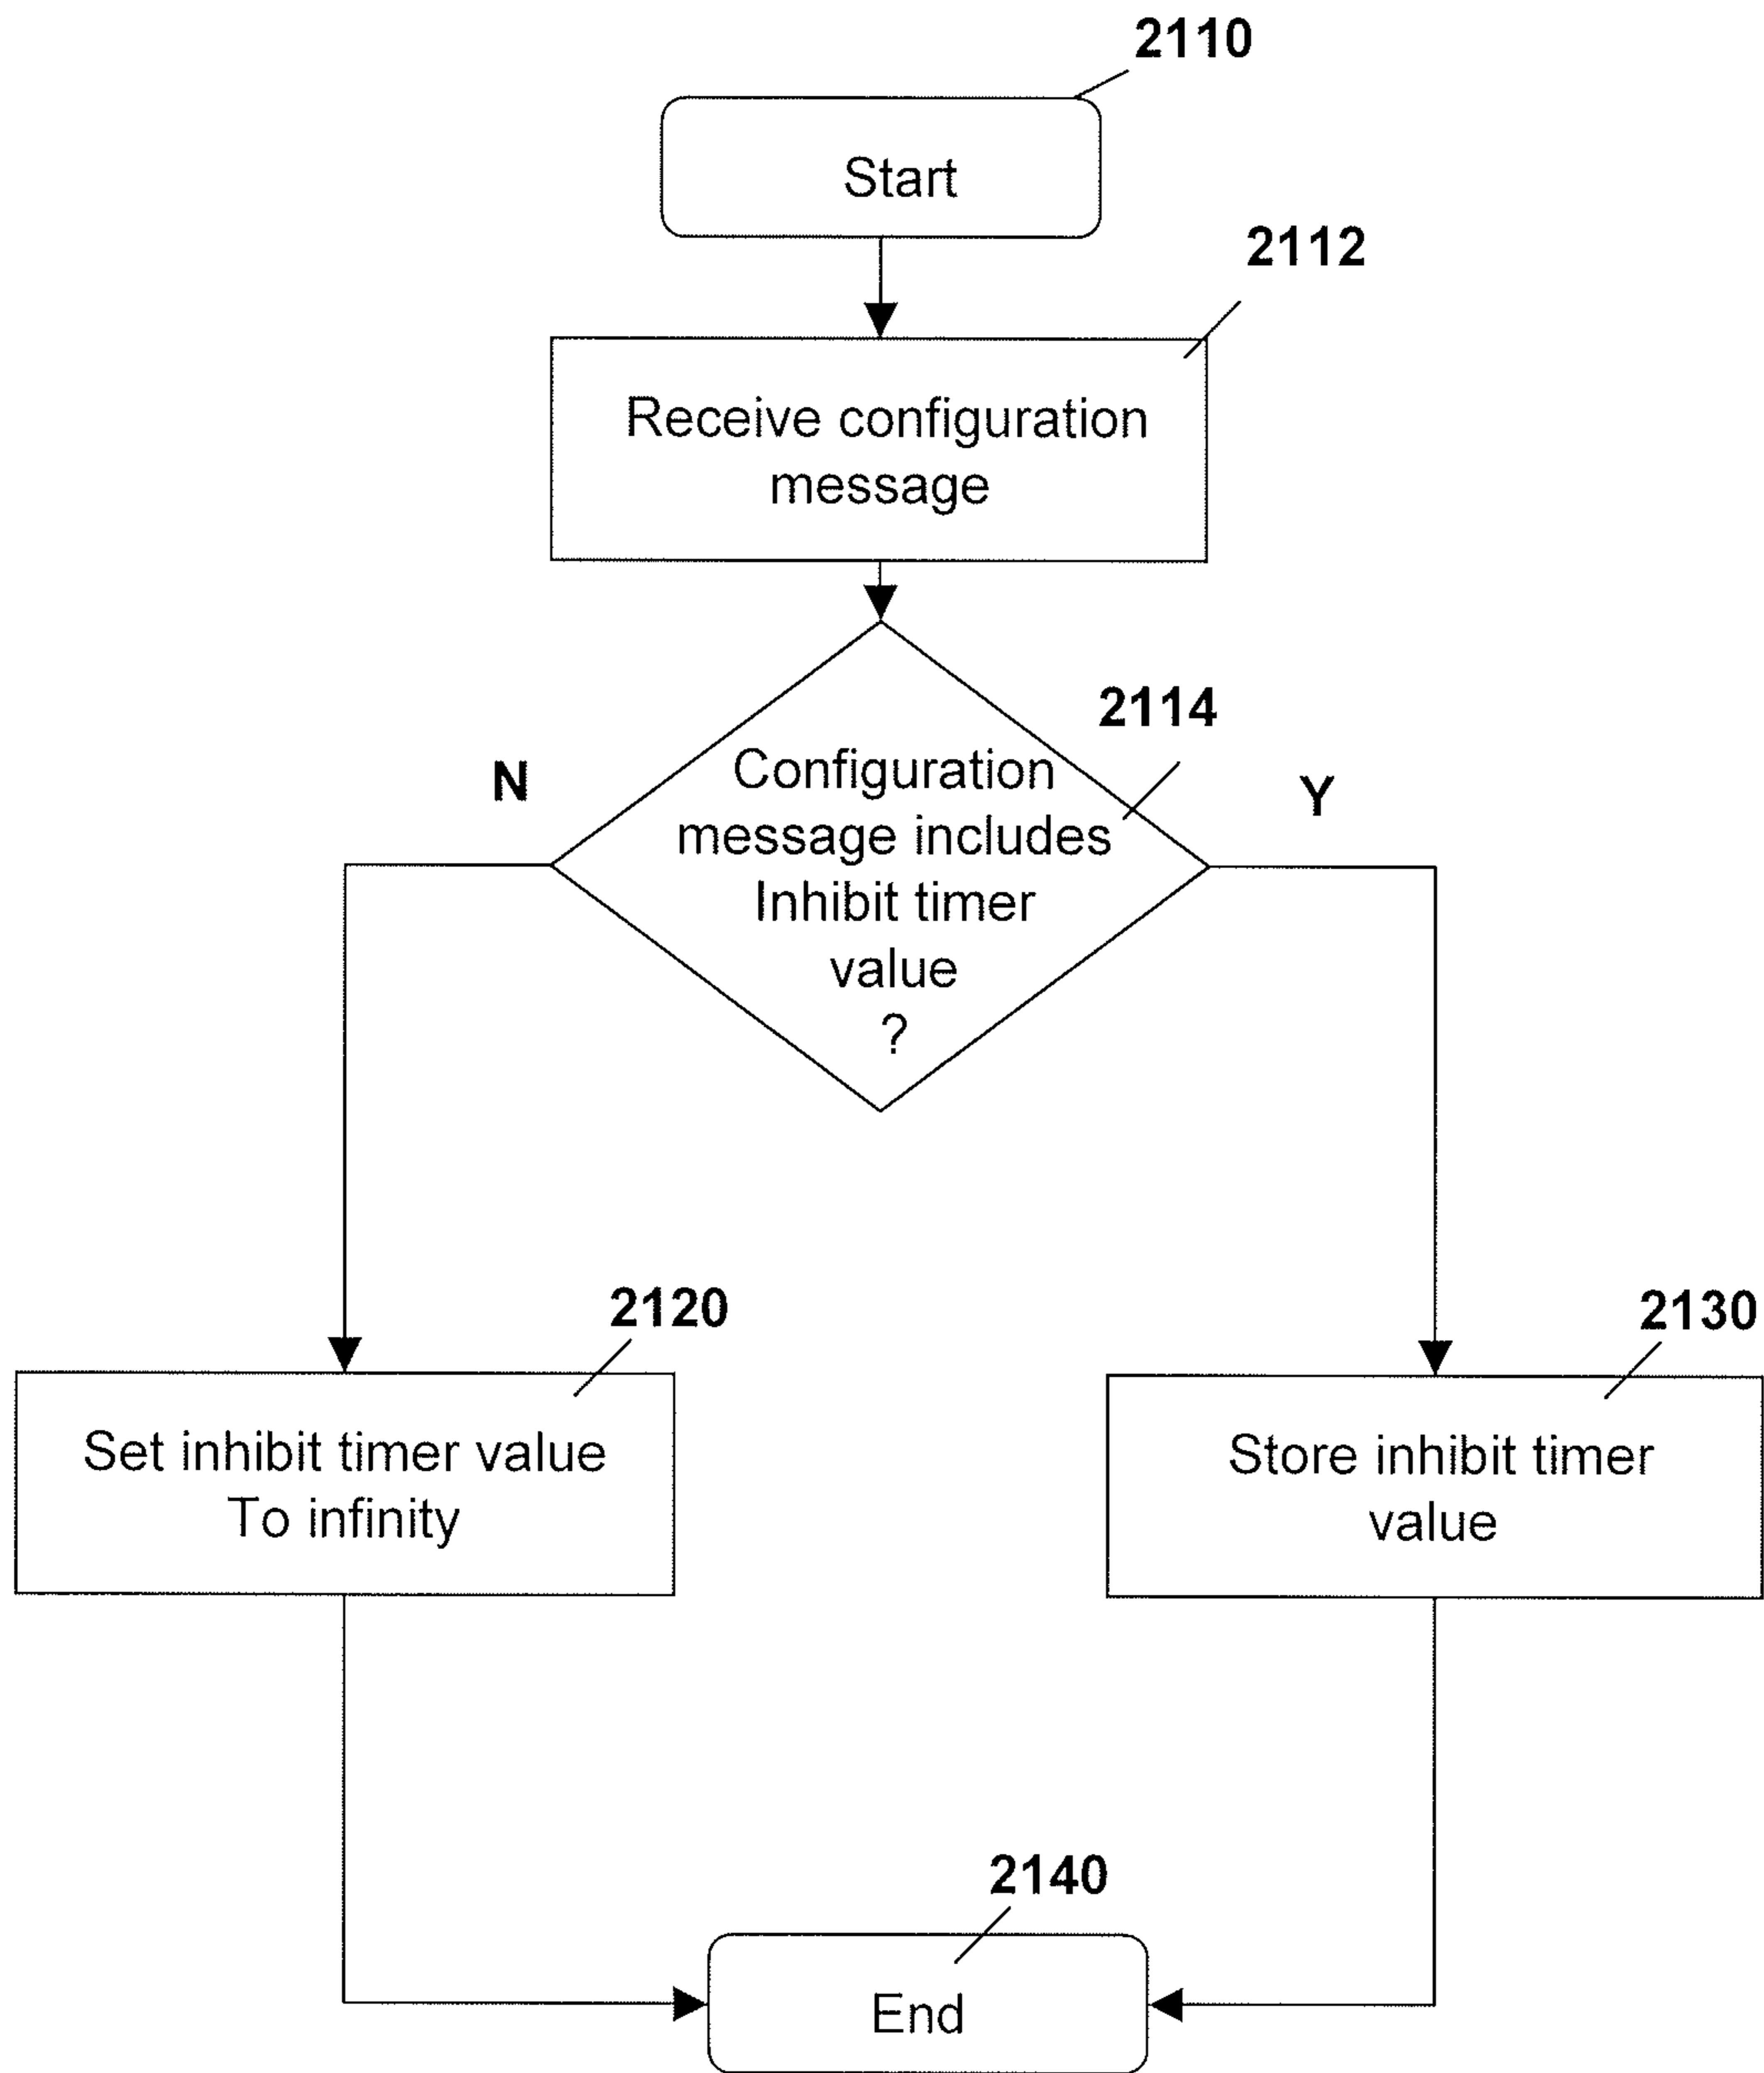 2110
Start
2112
Receive configuration
message
2114
N
Y
Configuration
message includes
Inhibit timer
value
?
2120
2130
Set inhibit timer value
To infinity
Store inhibit timer
value
2140
End